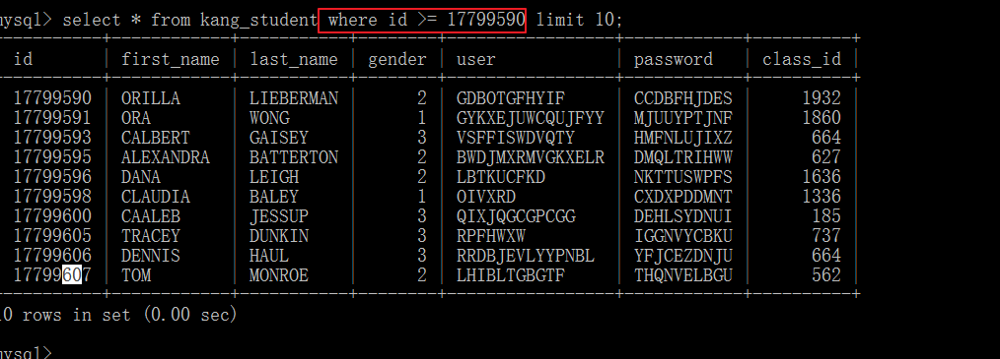 mysql> select * from kang_student where id >= 17799590 limit 10;
id | first_name | last_name | gender | user | password | class_id |
17799590 | ORILLA | LIEBERMAN | 2 | GDBOTGFHYIF | CCDBFHJDES | 1932 |
17799591 | ORA | WONG | 1 | GYKXEJUWCQUJFYY | MJUUYPTJNF | 1860 |
17799593 | CALBERT | GAISEY | 3 | VSFFISWDVQTY | HMFNLUJIXZ | 664 |
17799595 | ALEXANDRA | BATTERTON | 2 | BWDJMXRMVGKXELR | DMQLTRIHWW | 627 |
17799596 | DANA | LEIGH | 2 | LBTKUCFKD | NKTTUSWPFS | 1636 |
17799598 | CLAUDIA | BALEY | 1 | OIVXRD | CXDXPDDMNT | 1336 |
17799600 | CAALEB | JESSUP | 3 | QIXJQGCGPCGG | DEHLSYDNUI | 185 |
17799605 | TRACEY | DUNKIN | 3 | RPFHWXW | IGGNVYCBKU | 737 |
17799606 | DENNIS | HAUL | 3 | RRDBJEVLYYPNBL | YFJCEZDNJU | 664 |
17799607 | TOM | MONROE | 2 | LHIBLTGBGTF | THQNVELBGU | 562 |
10 rows in set (0.00 sec)
mysql>